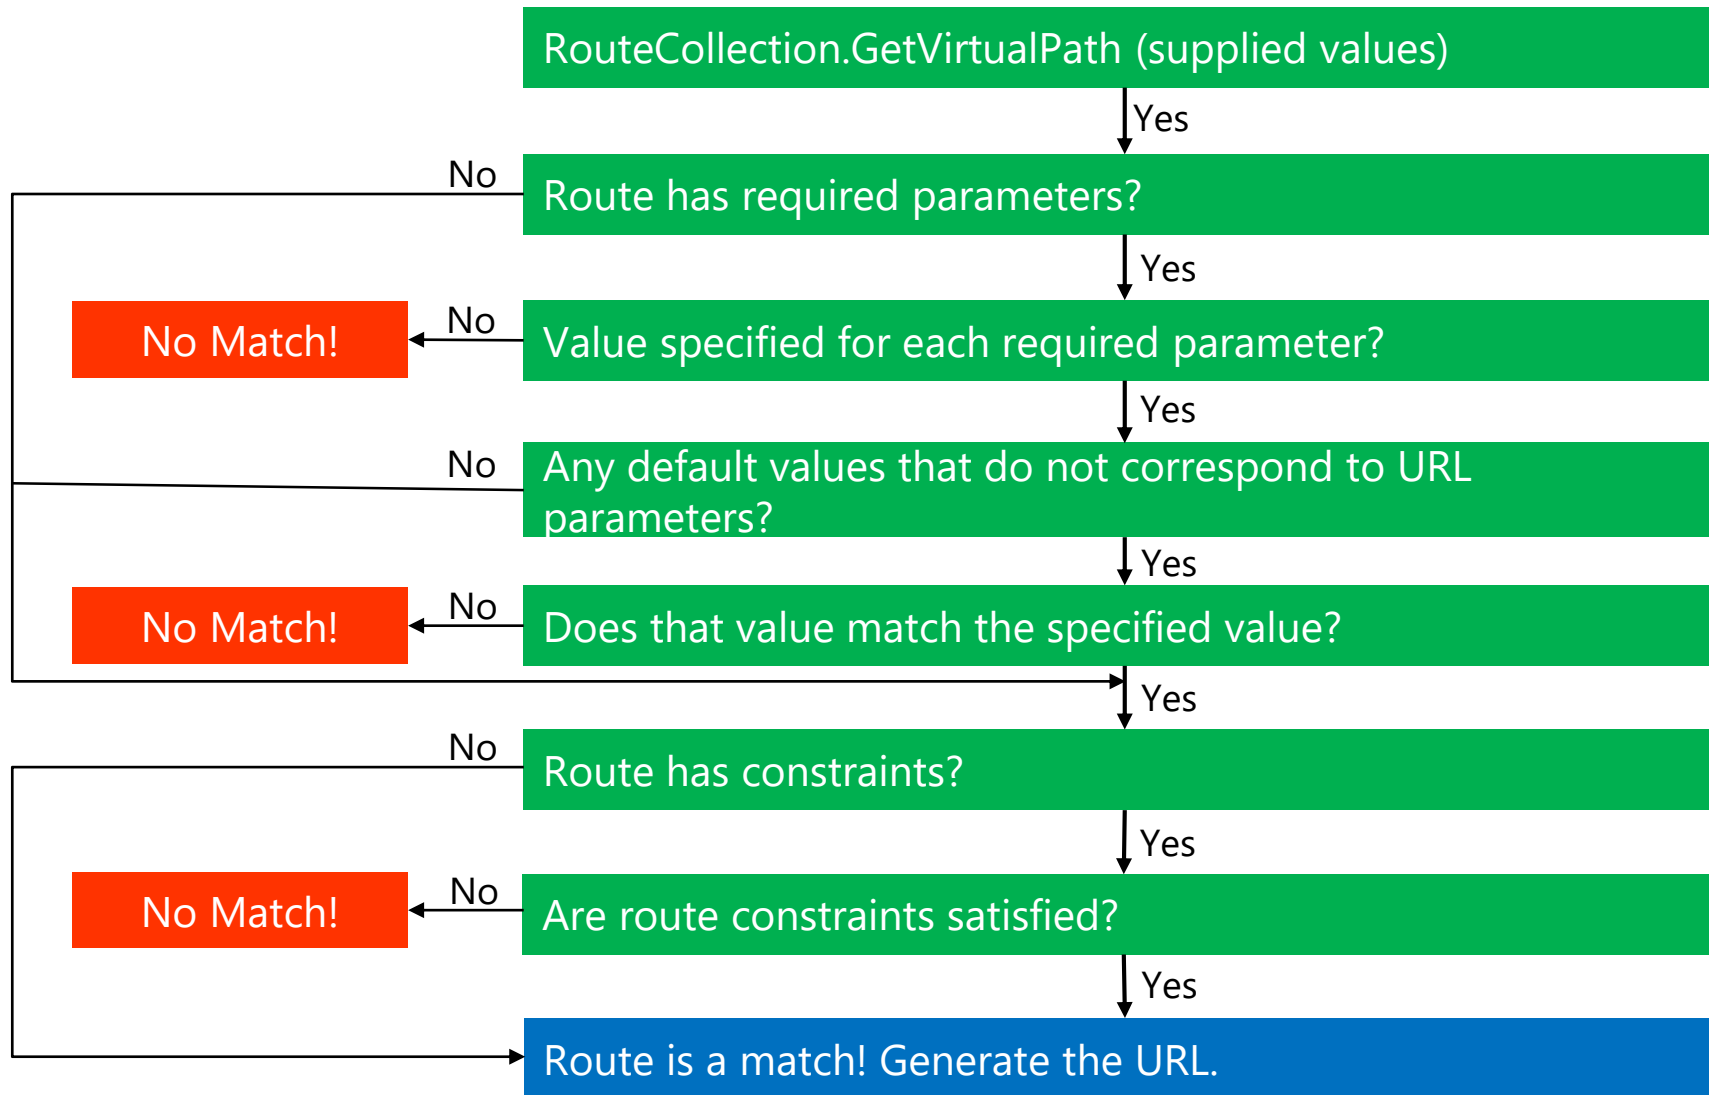 RouteCollection.GetVirtualPath (supplied values)
Yes
No
Route has required parameters?
Yes
No Match!
No
Value specified for each required parameter?
Yes
No
Any default values that do not correspond to URL
parameters?
Yes
No Match!
No
Does that value match the specified value?
Yes
No
Route has constraints?
Yes
No Match!
No
Are route constraints satisfied?
Yes
Route is a match! Generate the URL.